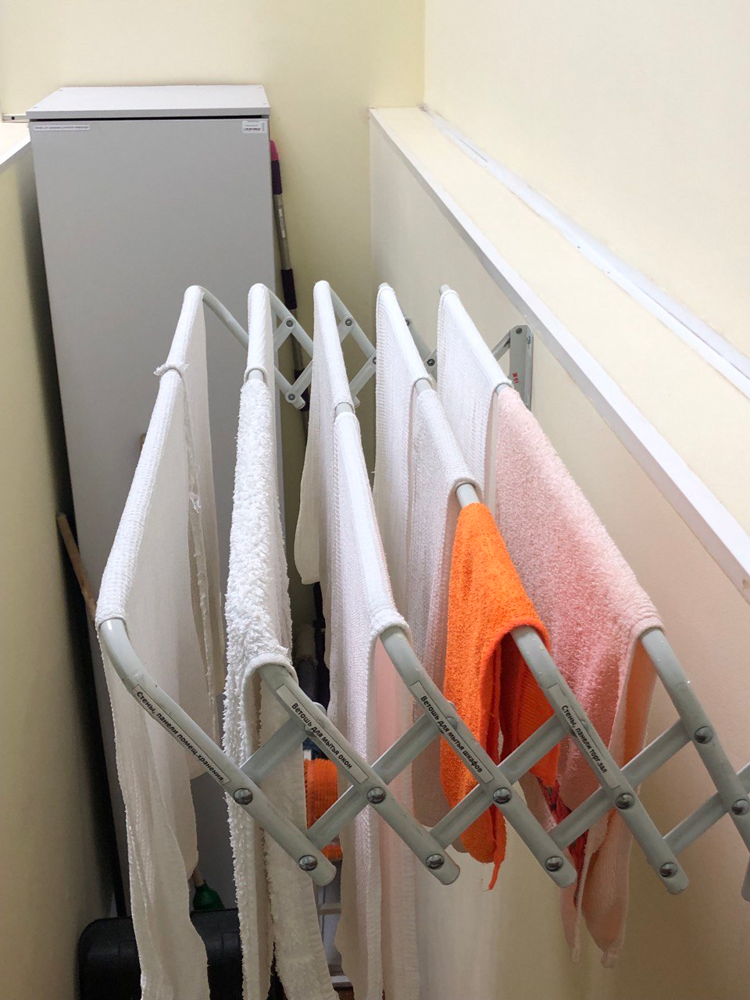 Стены, панели помещ.хранения
Ветошь для мытья окон
Ветошь для мытья шкафов
Стены, панели торг.зал